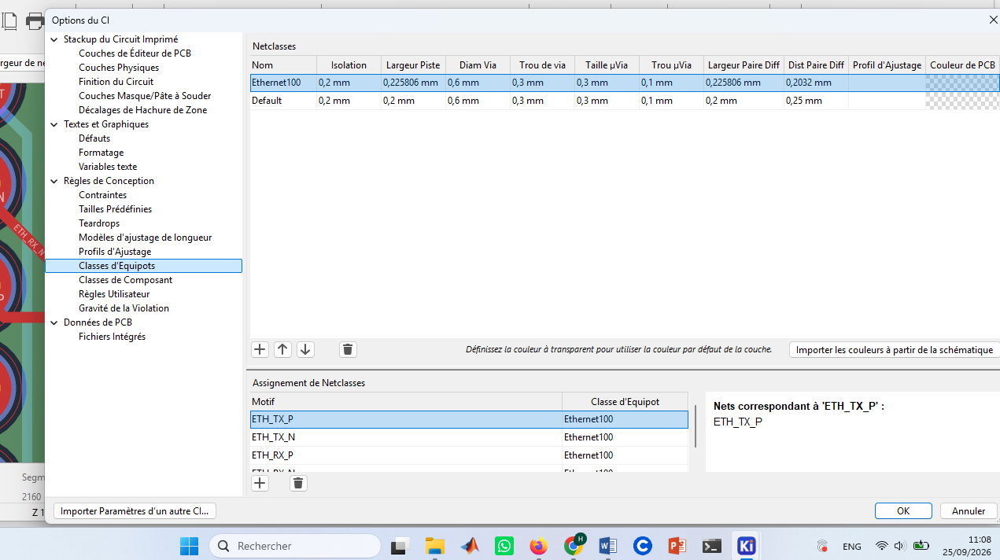 Options du CI
rgeur de ne
Stackup du Circuit Imprimé
Couches de Éditeur de PCB
Couches Physiques
Finition du Circuit
Couches Masque/Pâte à Souder
Décalages de Hachure de Zone
Textes et Graphiques
Défauts
Formatage
Variables texte
Règles de Conception
Contraintes
Tailles Prédéfinies
Teardrops
Modèles d'ajustage de longueur
Profils d'Ajustage
Classes d'Equipots
Classes de Composant
Règles Utilisateur
Gravité de la Violation
Données de PCB
Fichiers Intégrés
T
N
ETH_RX_N
P
Segm
2160
Z 1
Netclasses
Nom Isolation Largeur Piste Diam Via Trou de via Taille µVia Trou µVia Largeur Paire Diff Dist Paire Diff Profil d'Ajustage Couleur de PCB
Ethernet100 0,2 mm 0,225806 mm 0,6 mm 0,3 mm 0,3 mm 0,1 mm 0,225806 mm 0,2032 mm
Default 0,2 mm 0,2 mm 0,6 mm 0,3 mm 0,3 mm 0,1 mm 0,2 mm 0,25 mm
Définissez la couleur à transparent pour utiliser la couleur par défaut de la couche.
Importer les couleurs à partir de la schématique
Assignement de Netclasses
Motif Classe d'Equipot
ETH_TX_P Ethernet100
ETH_TX_N Ethernet100
ETH_RX_P Ethernet100
ETH_RX_N Ethernet100
Nets correspondant à 'ETH_TX_P' :
ETH_TX_P
Importer Paramètres d'un autre CI...
OK
Annuler
Rechercher
H
Ki
ENG
11:08
25/09/2026